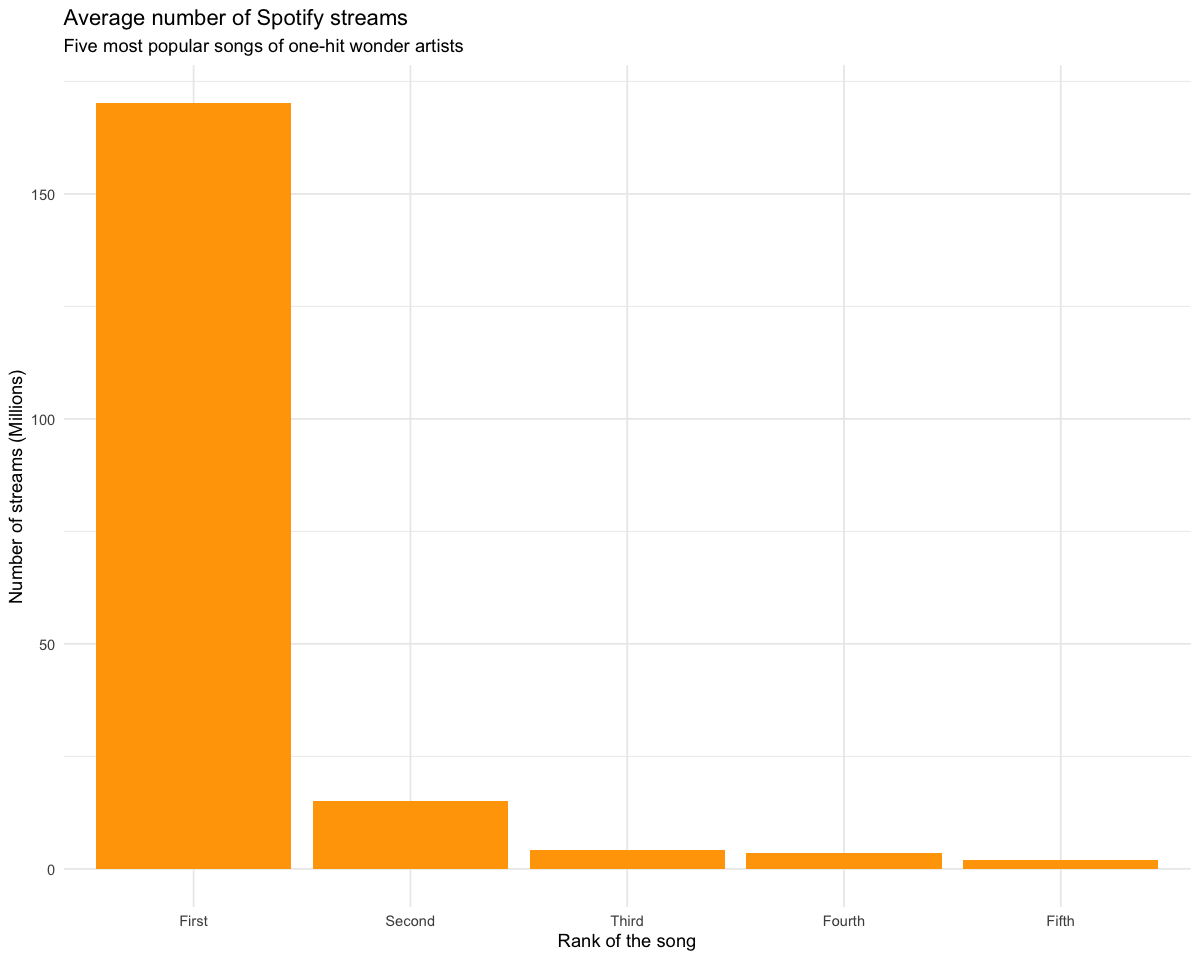 Average number of Spotify streams
Five most popular songs of one-hit wonder artists
Number of streams (Millions)
150
100
50
0
First
Second
Third
Fourth
Fifth
Rank of the song